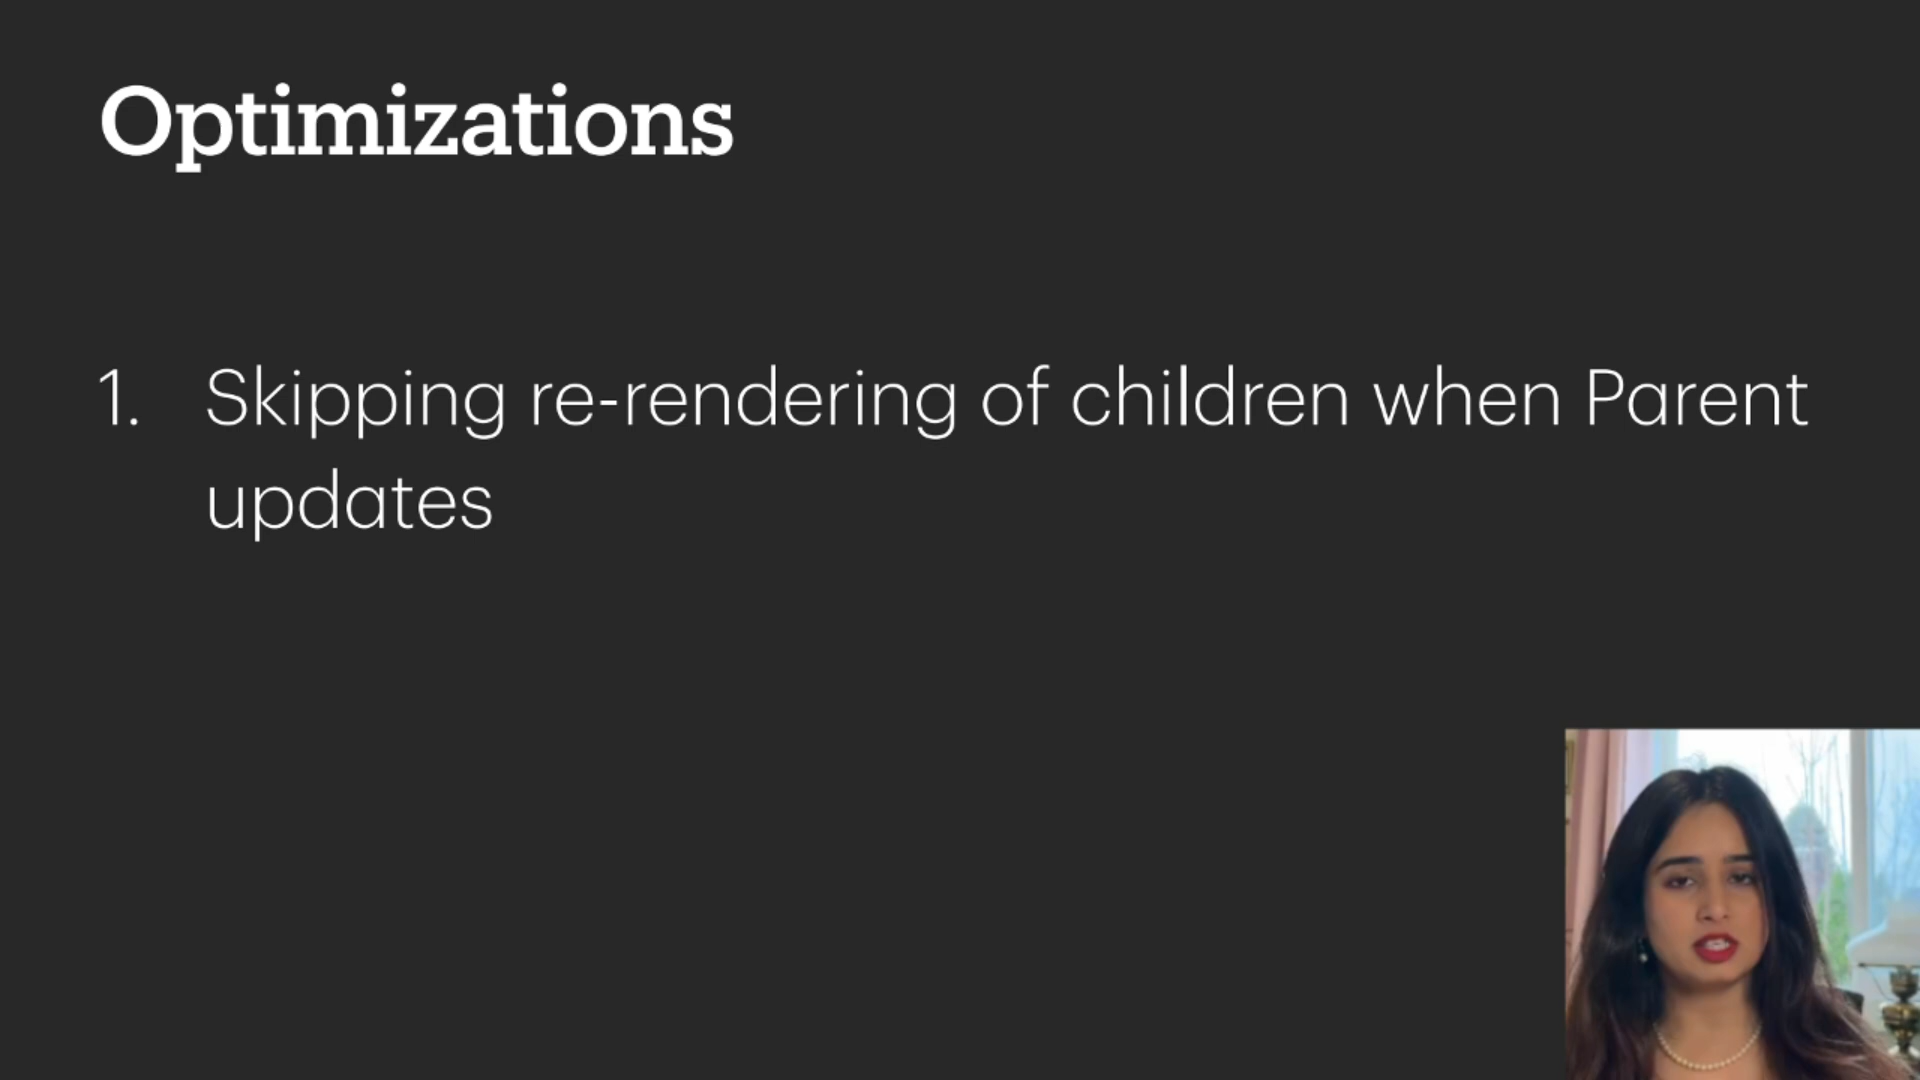 Optimizations
1. Skipping re-rendering of children when Parent
updates